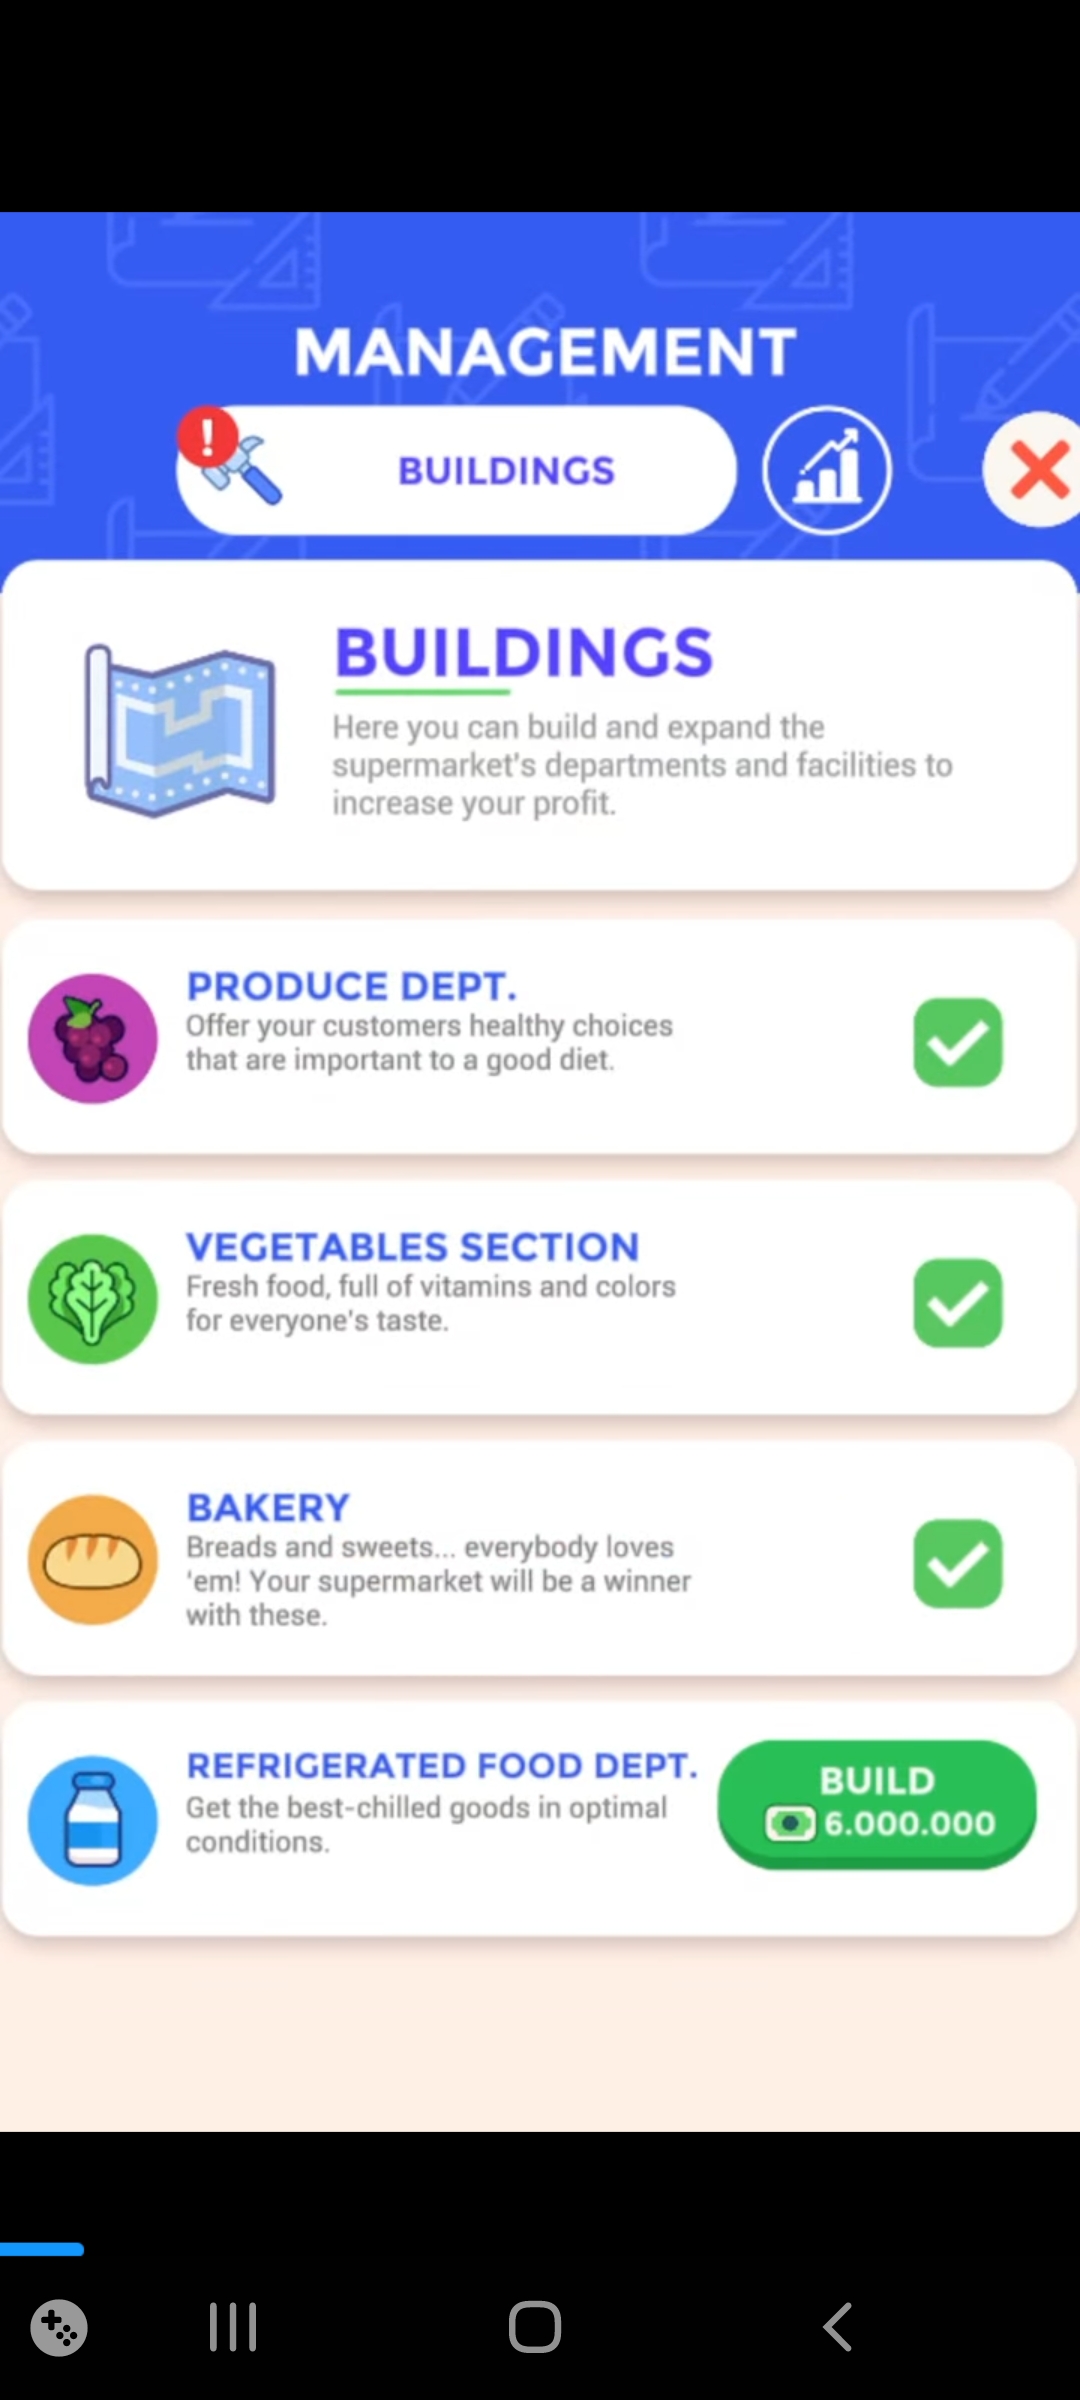 MANAGEMENT
!
BUILDINGS
BUILDINGS
Here you can build and expand the
supermarket's departments and facilities to
increase your profit.
PRODUCE DEPT.
Offer your customers healthy choices
that are important to a good diet.
VEGETABLES SECTION
Fresh food, full of vitamins and colors
for everyone's taste.
BAKERY
Breads and sweets... everybody loves
'em! Your supermarket will be a winner
with these.
REFRIGERATED FOOD DEPT.
Get the best-chilled goods in optimal
conditions.
BUILD
6.000.000